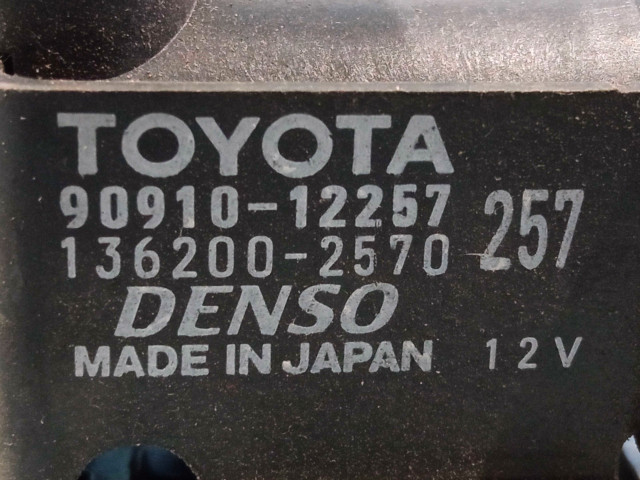 TOYOTA
90910-12257 257
136200-2570
DENSO
MADE IN JAPAN 12V